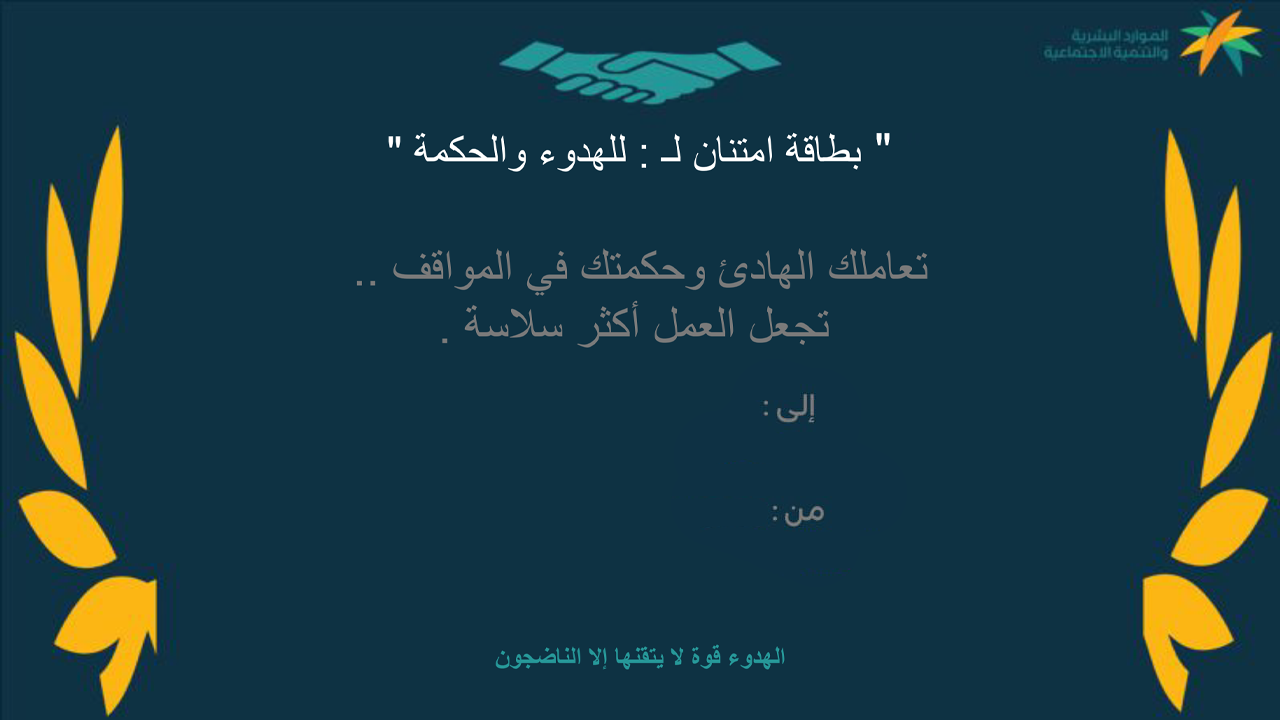 الموارد البشرية
والتنمية الاجتماعية
" بطاقة امتنان لـ : للهدوء والحكمة "
تعاملك الهادئ وحكمتك في المواقف ..
تجعل العمل أكثر سلاسة .
إلى :
من :
الهدوء قوة لا يتقنها إلا الناضجون